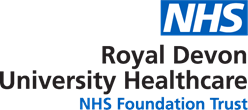 NHS
Royal Devon
University Healthcare
NHS Foundation Trust